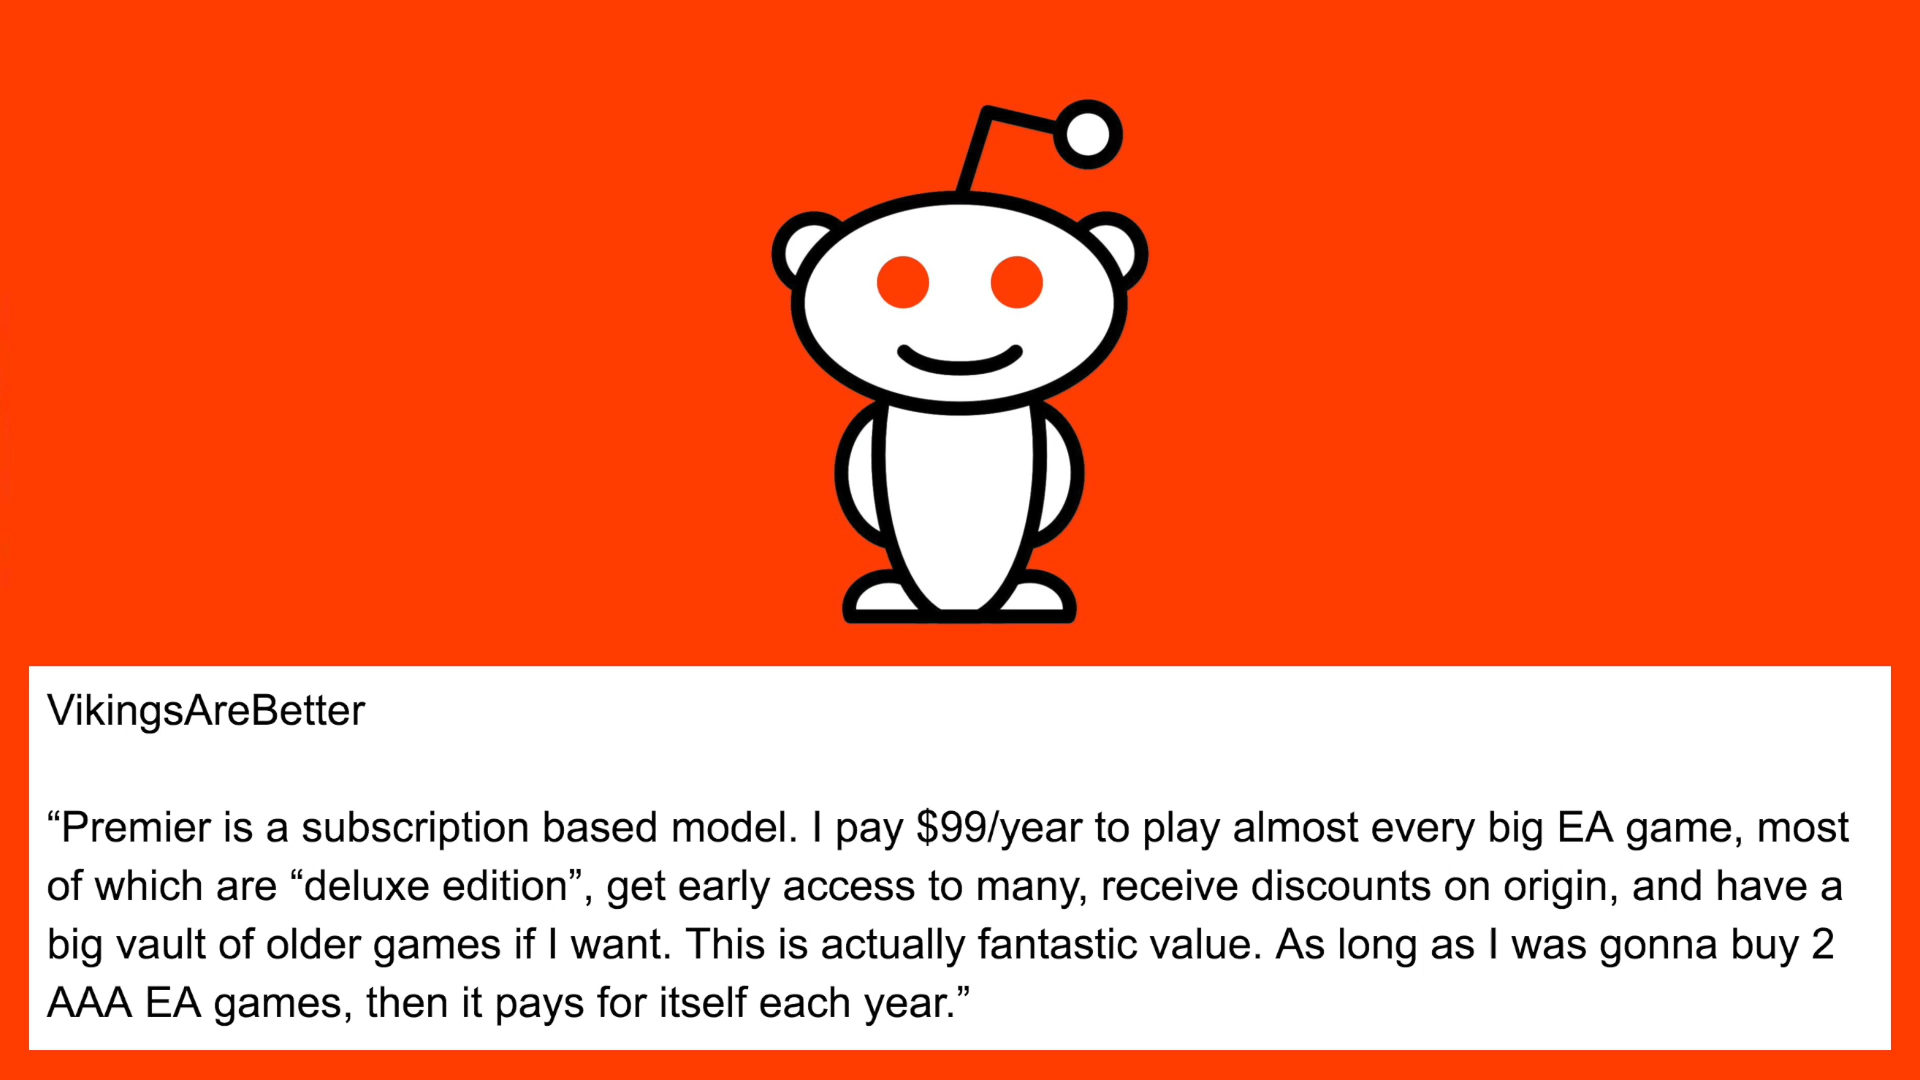 VikingsAreBetter
“Premier is a subscription based model. I pay $99/year to play almost every big EA game, most
of which are “deluxe edition”, get early access to many, receive discounts on origin, and have a
big vault of older games if I want. This is actually fantastic value. As long as I was gonna buy 2
AAA EA games, then it pays for itself each year.”